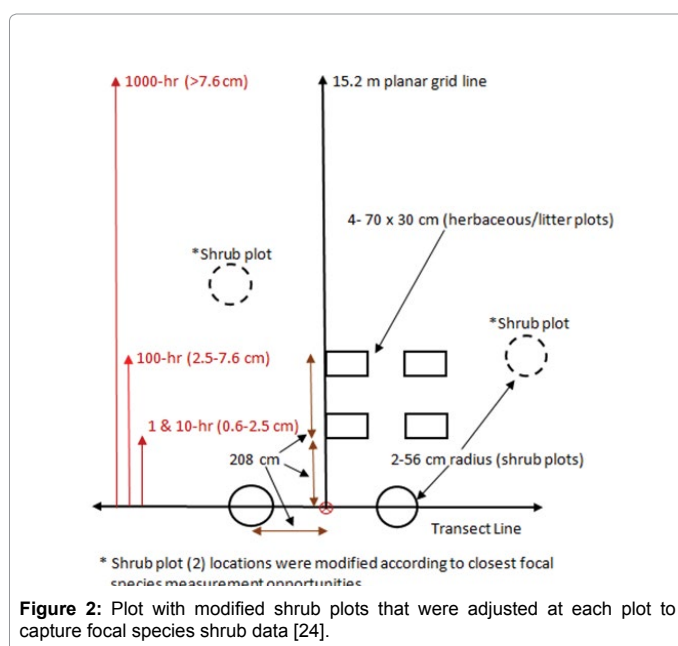 1000-hr (>7.6 cm)
15.2 m planar grid line
4- 70 x 30 cm (herbaceous/litter plots)
*Shrub plot
*Shrub plot
100-hr (2.5-7.6 cm)
1 & 10-hr (0.6-2.5 cm)
208 cm
2-56 cm radius (shrub plots)
Transect Line
* Shrub plot (2) locations were modified according to closest focal
species measurement opportunities
Figure 2: Plot with modified shrub plots that were adjusted at each plot to
capture focal species shrub data [24].